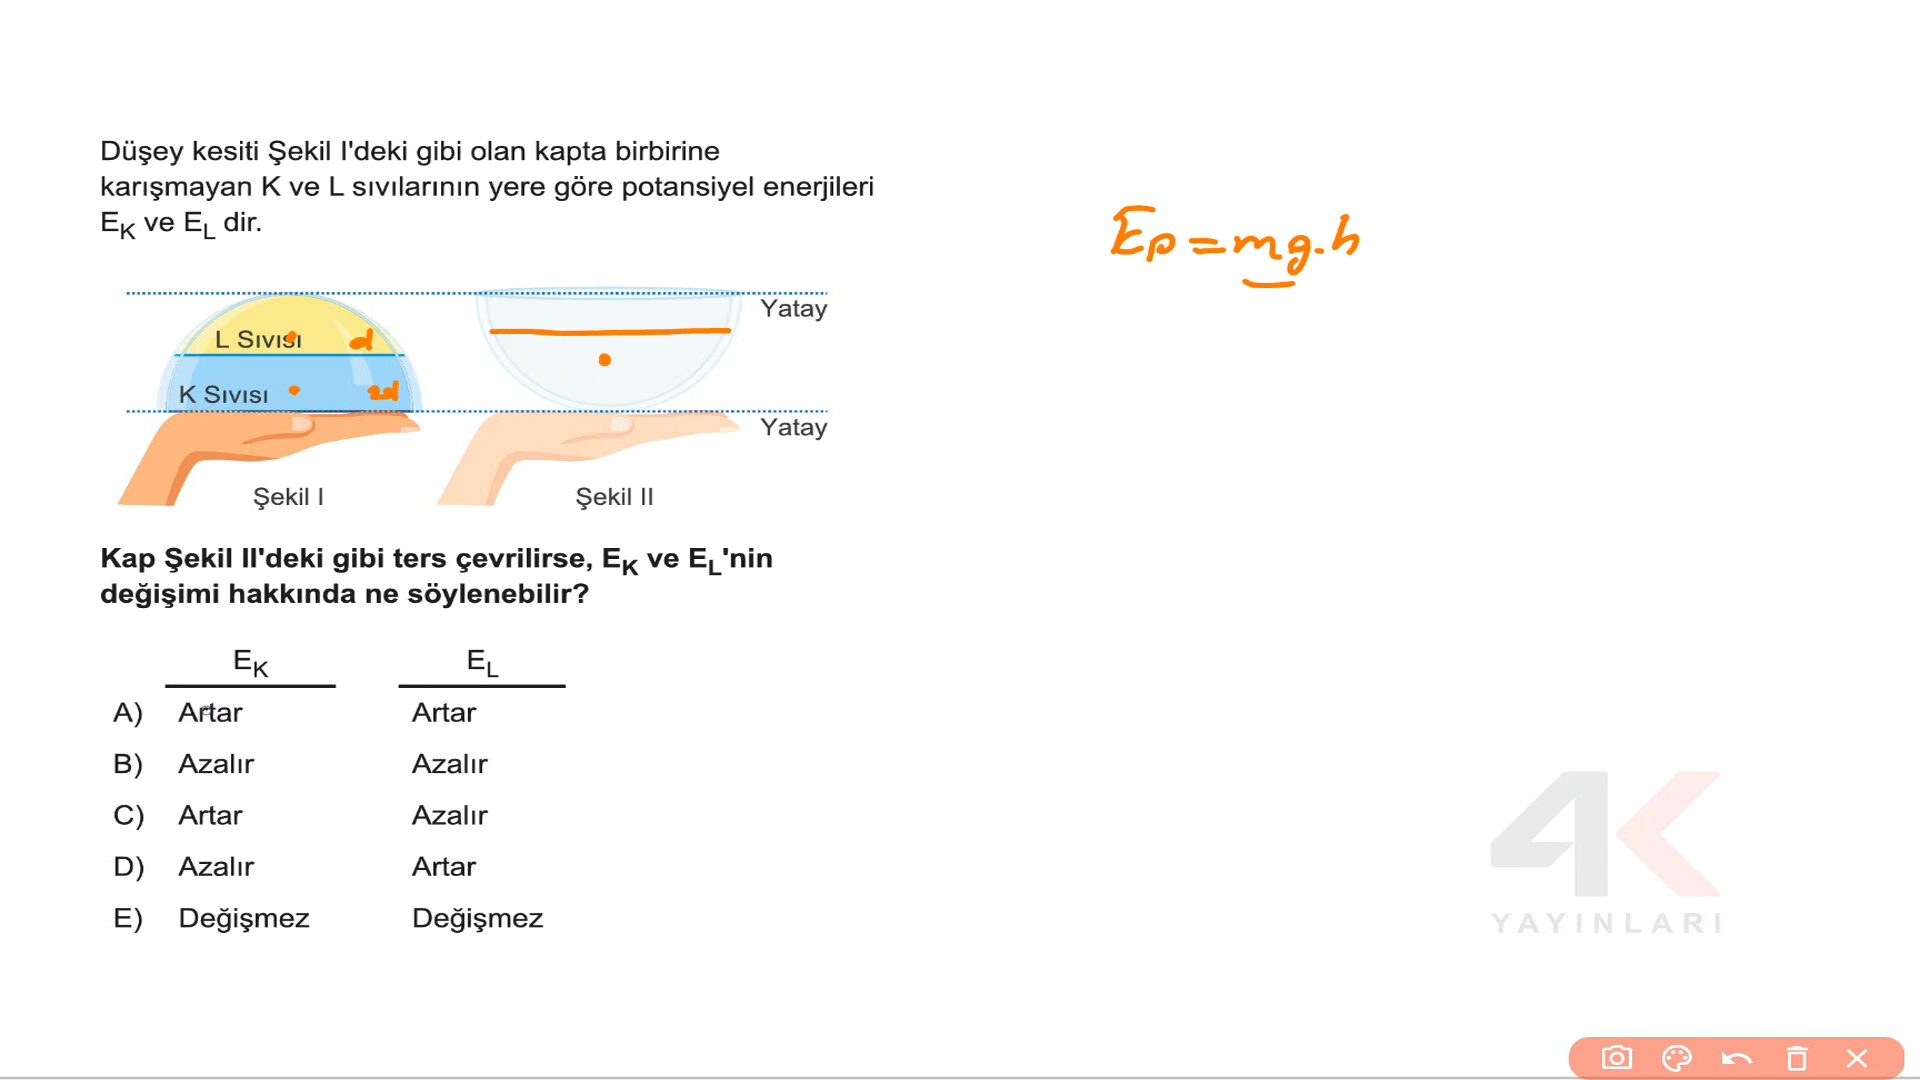 Düşey kesiti Şekil I'deki gibi olan kapta birbirine
karışmayan K ve L sıvılarının yere göre potansiyel enerjileri
EK ve EL dir.
Ep = mg.h
Yatay
L Sıvısı d
K Sıvısı 2d
Yatay
Şekil I
Şekil II
Kap Şekil II'deki gibi ters çevrilirse, EK ve EL'nin
değişimi hakkında ne söylenebilir?
EK EL
A) Artar Artar
B) Azalır Azalır
C) Artar Azalır
D) Azalır Artar
E) Değişmez Değişmez
4K
YAYINLARI